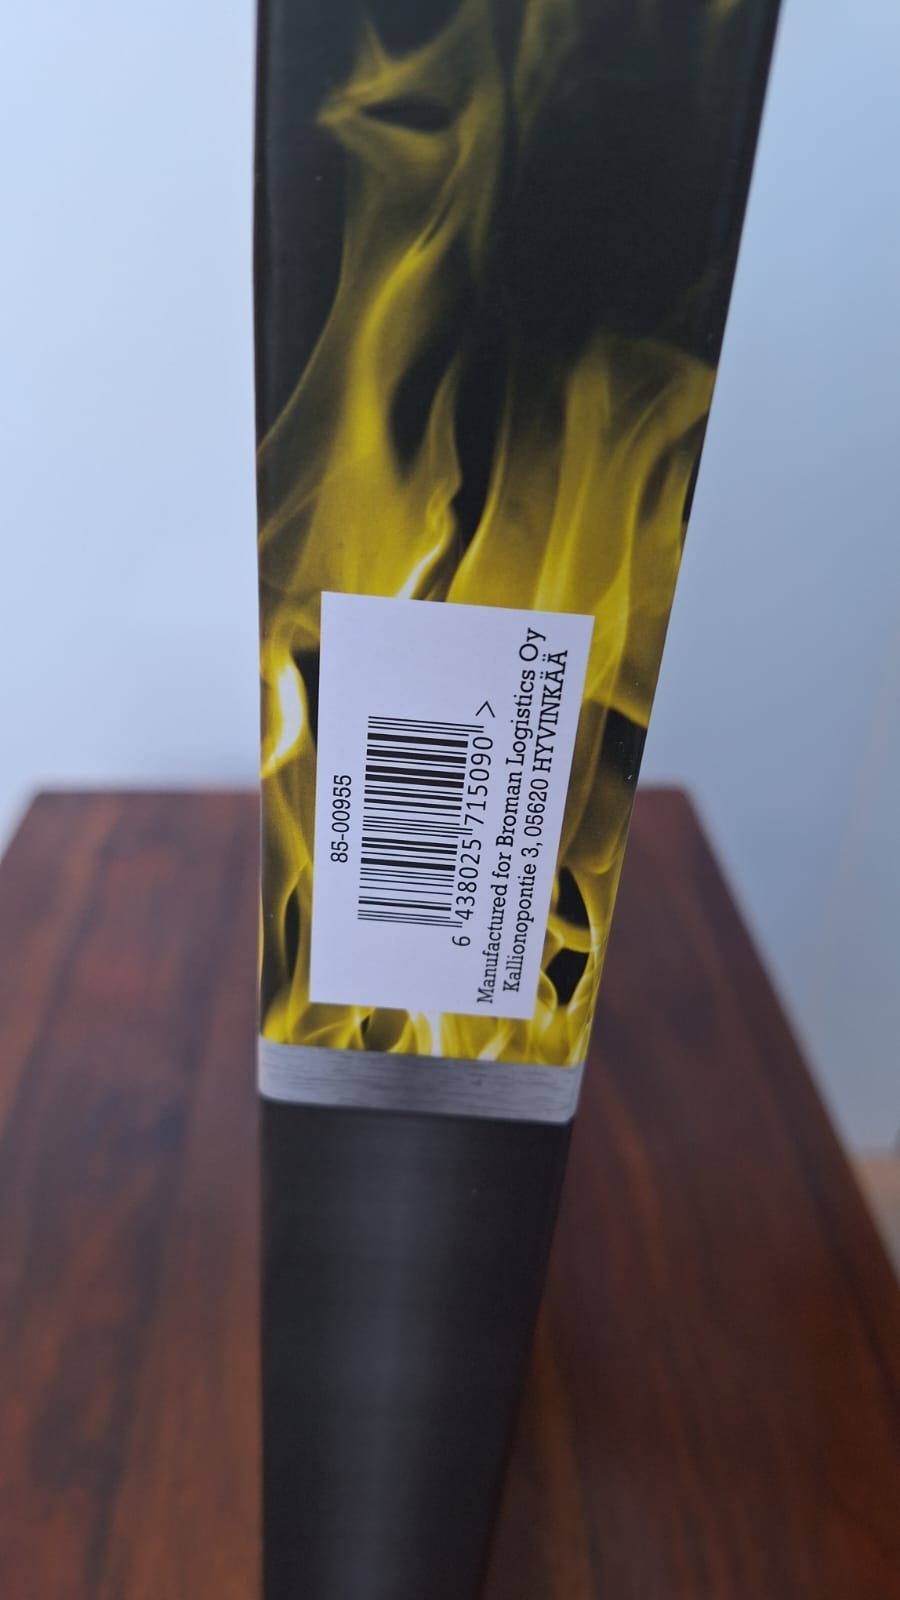 85-00955
6 438025 715090 >
Manufactured for Broman Logistics Oy
Kallionopontie 3, 05620 HYVINKÄÄ